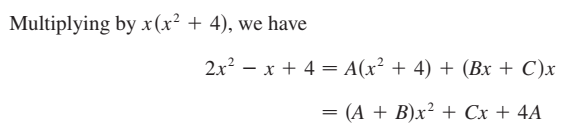 Multiplying by x(x² + 4), we have
2x² − x + 4 = A(x² + 4) + (Bx + C)x
= (A + B)x² + Cx + 4A